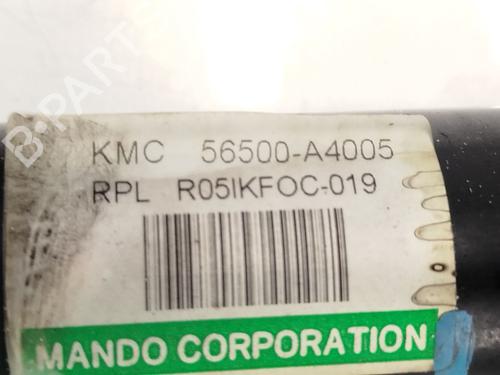 B-PARTS
KMC 56500-A4005
RPL R05IKFOC-019
MANDO CORPORATION